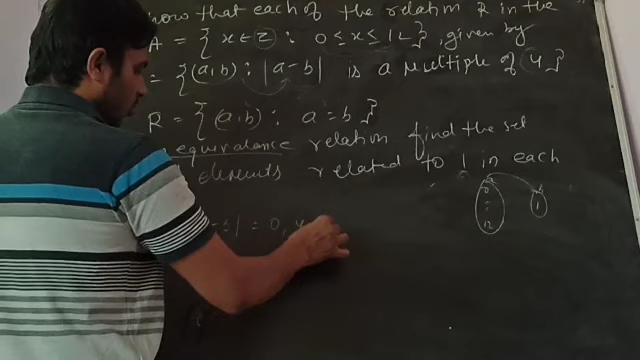 how that each of the relation R in the
A = { x ∈ Z : 0 ≤ x ≤ 12 }, given by
= { (a, b) : |a - b| is a multiple of 4 }
R = { (a, b) : a = b }
equivalance relation find the set
elements related to 1 in each
0
:
12
1
| = 0, 4